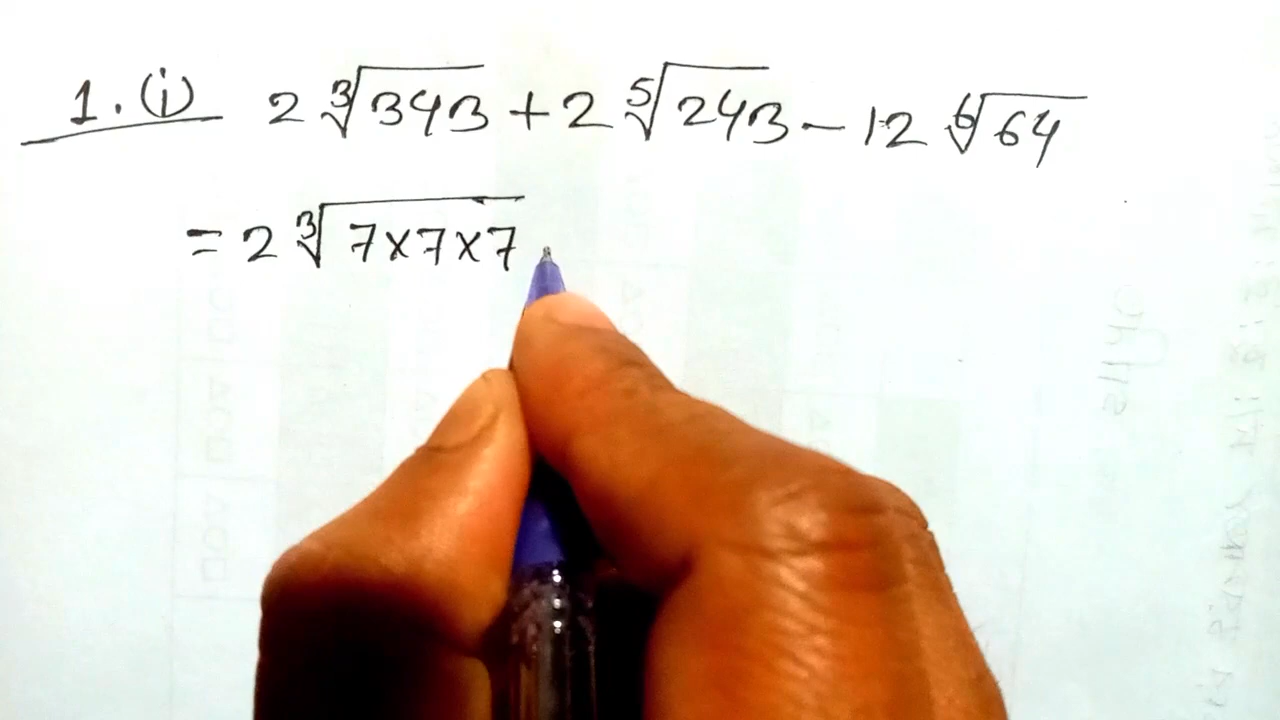 1. (i) 2 ∛343 + 2 ⁵√243 - 12 ⁶√64
= 2 ∛7×7×7